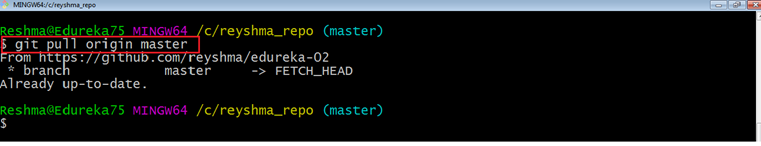 MINGW64:/c/reyshma_repo
Reshma@Edureka75 MINGW64 /c/reyshma_repo (master)
$ git pull origin master
From https://github.com/reyshma/edureka-02
 * branch            master     -> FETCH_HEAD
Already up-to-date.
Reshma@Edureka75 MINGW64 /c/reyshma_repo (master)
$